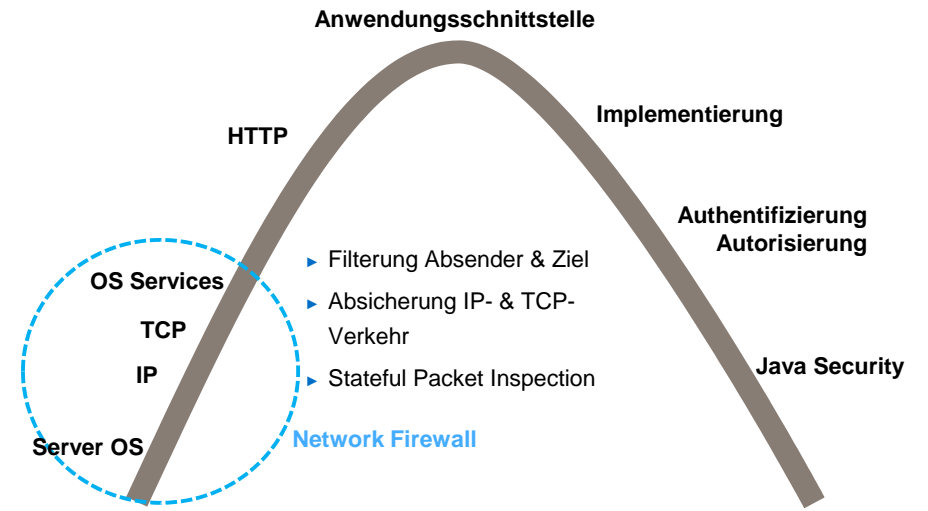 Anwendungsschnittstelle
Implementierung
HTTP
Authentifizierung
Autorisierung
► Filterung Absender & Ziel
OS Services
► Absicherung IP- & TCP-
Verkehr
TCP
IP
► Stateful Packet Inspection
Java Security
Network Firewall
Server OS